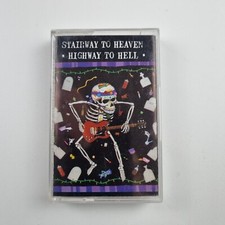 STAIRWAY TO HEAVEN
• HIGHWAY TO HELL •